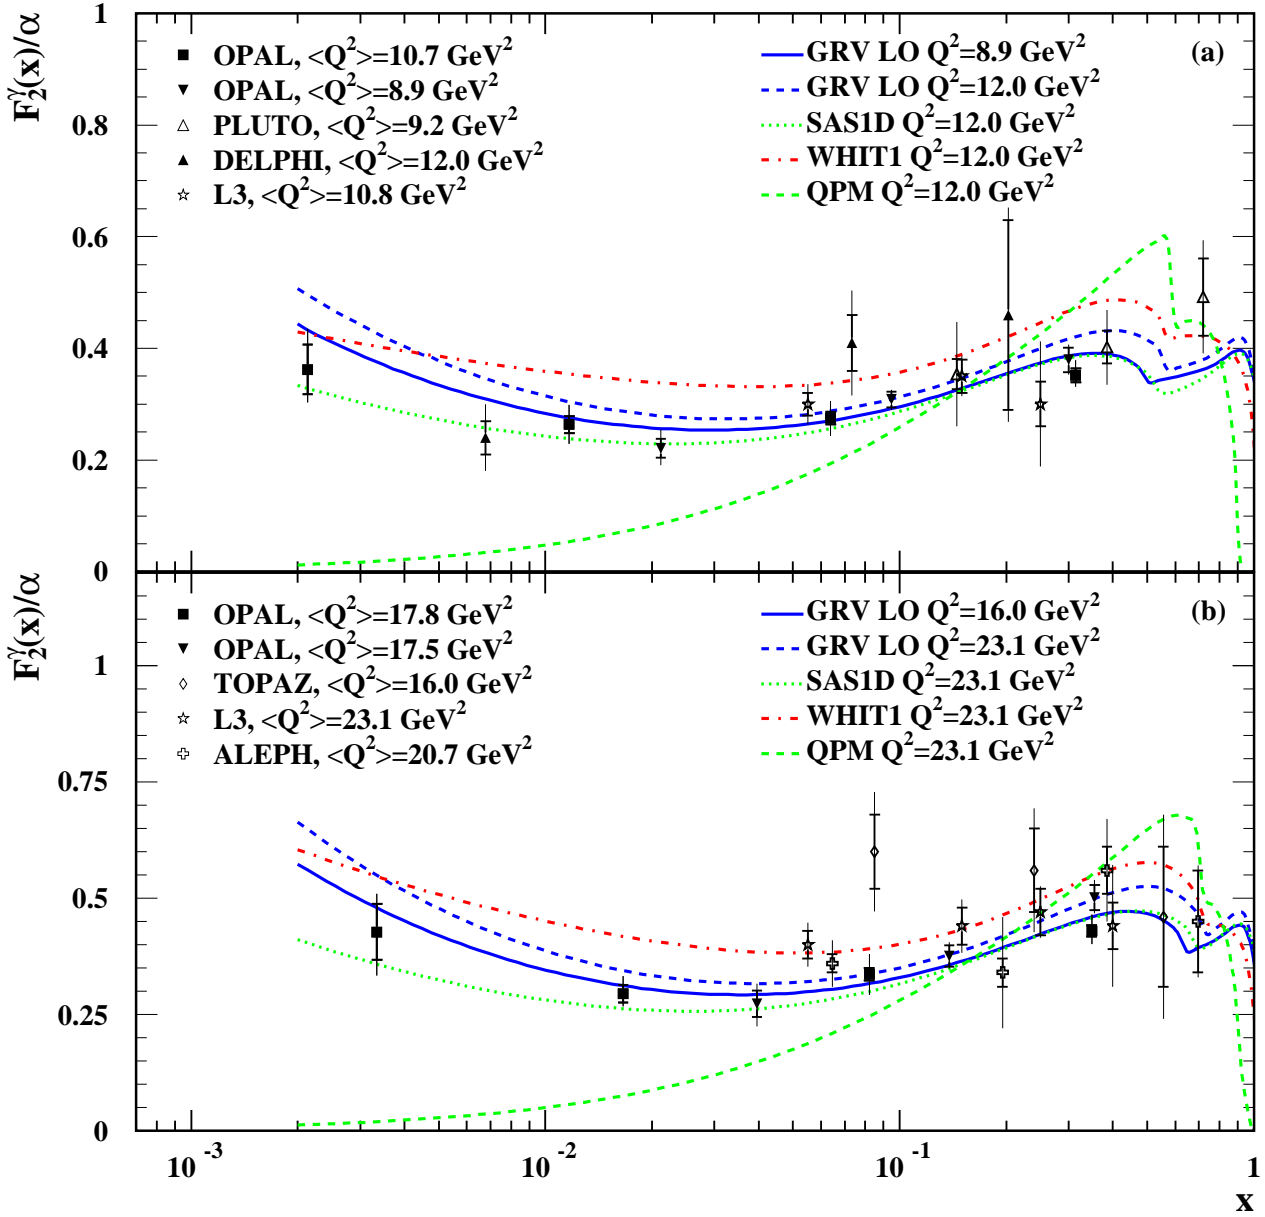 F₂^γ(x)/α
1
0.8
0.6
0.4
0.2
0
OPAL, <Q²>=10.7 GeV²
OPAL, <Q²>=8.9 GeV²
PLUTO, <Q²>=9.2 GeV²
DELPHI, <Q²>=12.0 GeV²
L3, <Q²>=10.8 GeV²
GRV LO Q²=8.9 GeV²
GRV LO Q²=12.0 GeV²
SAS1D Q²=12.0 GeV²
WHIT1 Q²=12.0 GeV²
QPM Q²=12.0 GeV²
(a)
F₂^γ(x)/α
1
0.75
0.5
0.25
0
OPAL, <Q²>=17.8 GeV²
OPAL, <Q²>=17.5 GeV²
TOPAZ, <Q²>=16.0 GeV²
L3, <Q²>=23.1 GeV²
ALEPH, <Q²>=20.7 GeV²
GRV LO Q²=16.0 GeV²
GRV LO Q²=23.1 GeV²
SAS1D Q²=23.1 GeV²
WHIT1 Q²=23.1 GeV²
QPM Q²=23.1 GeV²
(b)
10⁻³ 10⁻² 10⁻¹ 1
x